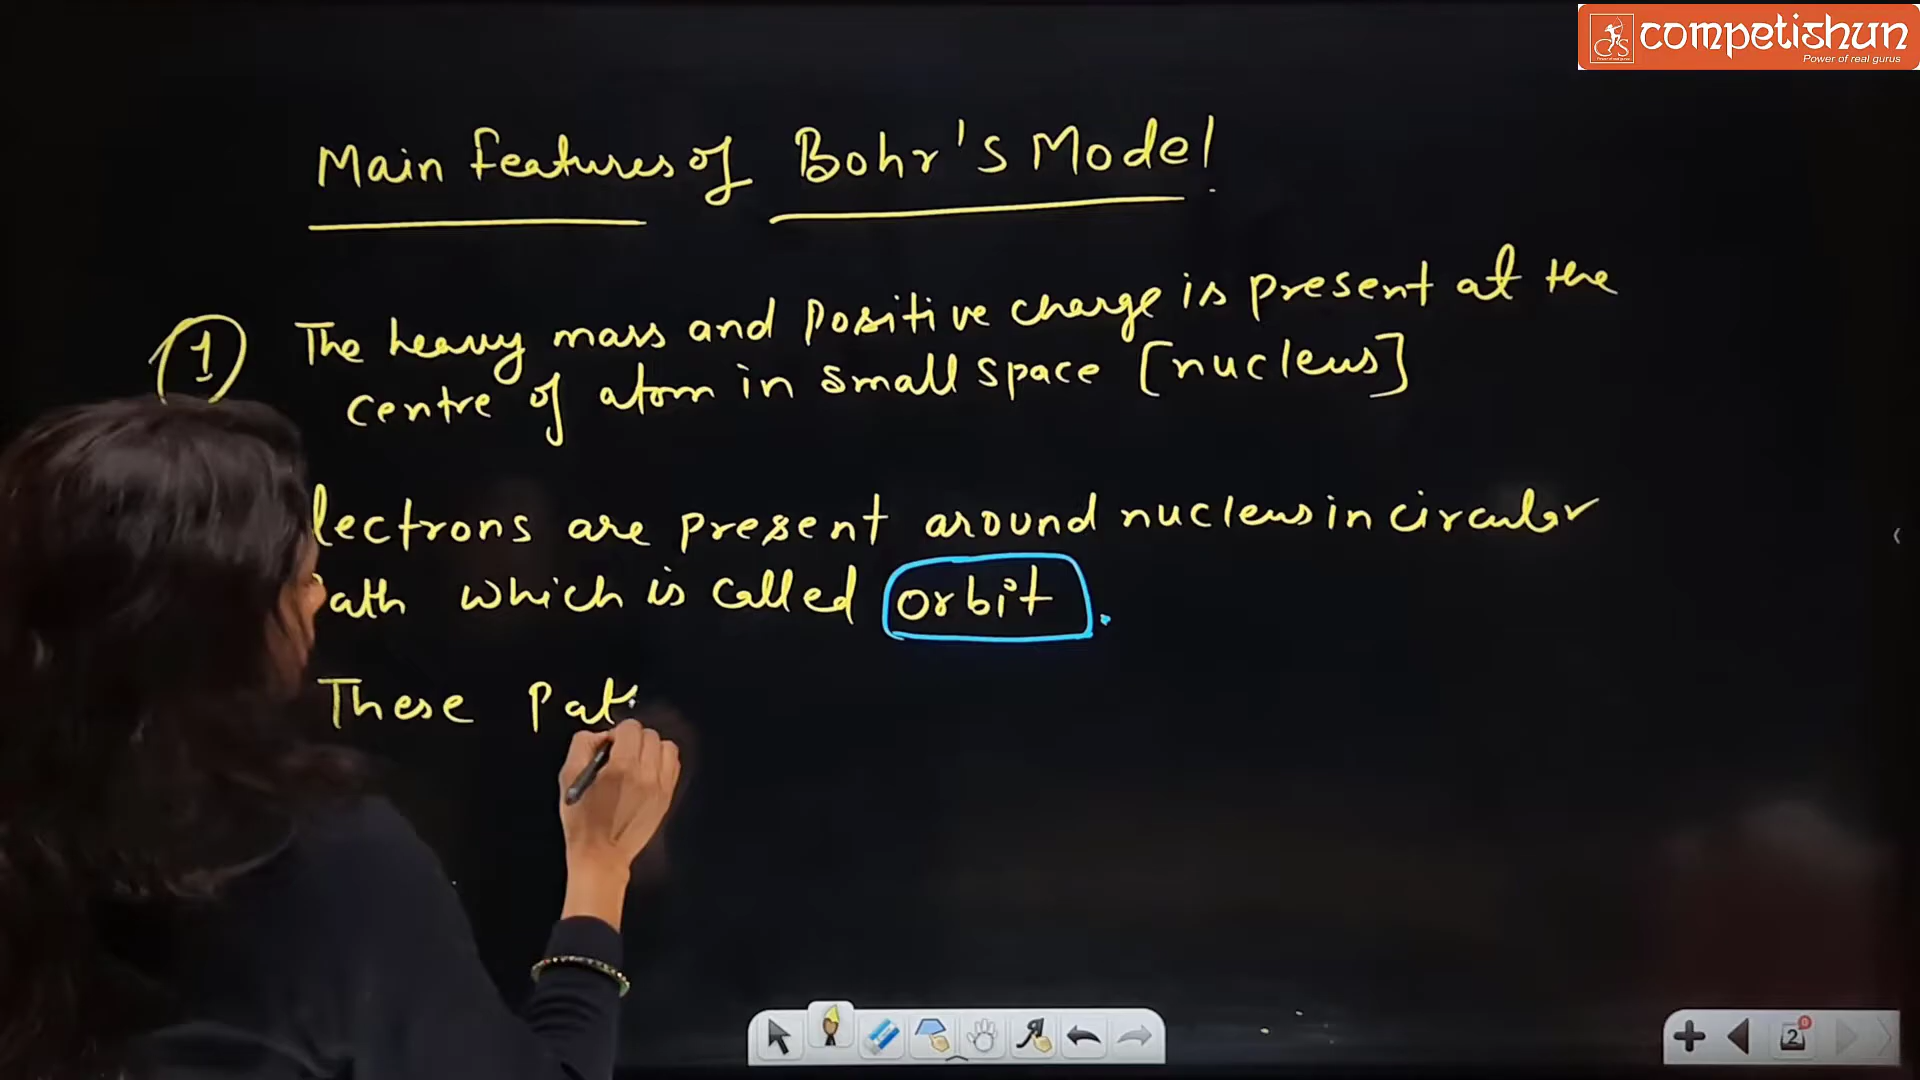 competishun
Power of real gurus
Main features of Bohr's Model
① The heavy mass and positive charge is present at the
centre of atom in small space [nucleus]
lectrons are present around nucleus in circular
ath which is called orbit.
These pat
2